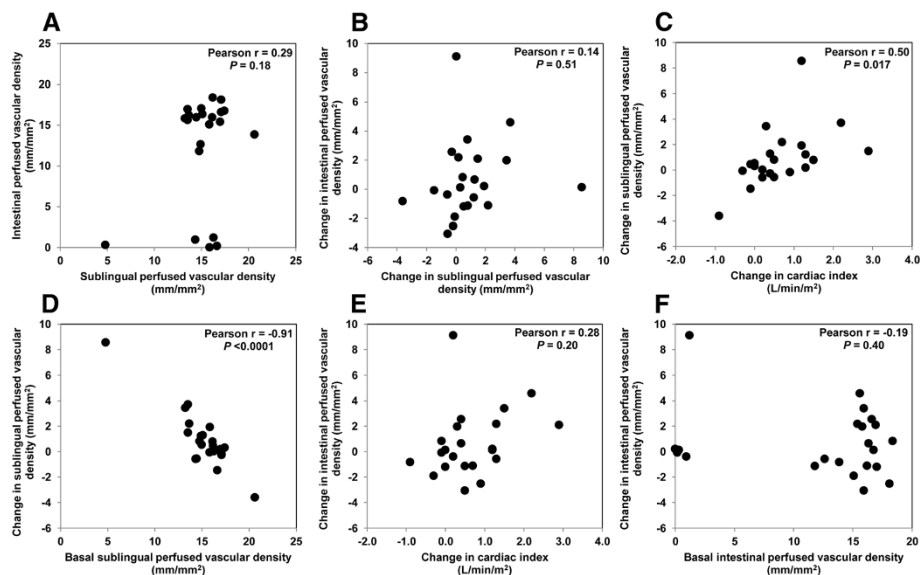 A
Pearson r = 0.29
P = 0.18
Intestinal perfused vascular density
(mm/mm²)
25
20
15
10
5
0
0 5 10 15 20 25
Sublingual perfused vascular density
(mm/mm²)
B
Pearson r = 0.14
P = 0.51
Change in intestinal perfused vascular
density (mm/mm²)
10
8
6
4
2
0
-2
-4
-6 -4 -2 0 2 4 6 8 10
Change in sublingual perfused vascular
density (mm/mm²)
C
Pearson r = 0.50
P = 0.017
Change in sublingual perfused vascular
density (mm/mm²)
10
8
6
4
2
0
-2
-4
-6
-2.0 -1.0 0.0 1.0 2.0 3.0 4.0
Change in cardiac index
(L/min/m²)
D
Pearson r = -0.91
P <0.0001
Change in sublingual perfused vascular
density (mm/mm²)
10
8
6
4
2
0
-2
-4
-6
0 5 10 15 20 25
Basal sublingual perfused vascular density
(mm/mm²)
E
Pearson r = 0.28
P = 0.20
Change in intestinal perfused vascular
density (mm/mm²)
10
8
6
4
2
0
-2
-4
-6
-2.0 -1.0 0.0 1.0 2.0 3.0 4.0
Change in cardiac index
(L/min/m²)
F
Pearson r = -0.19
P = 0.40
Change in intestinal perfused vascular
density (mm/mm²)
10
8
6
4
2
0
-2
-4
-6
0 5 10 15 20
Basal intestinal perfused vascular density
(mm/mm²)